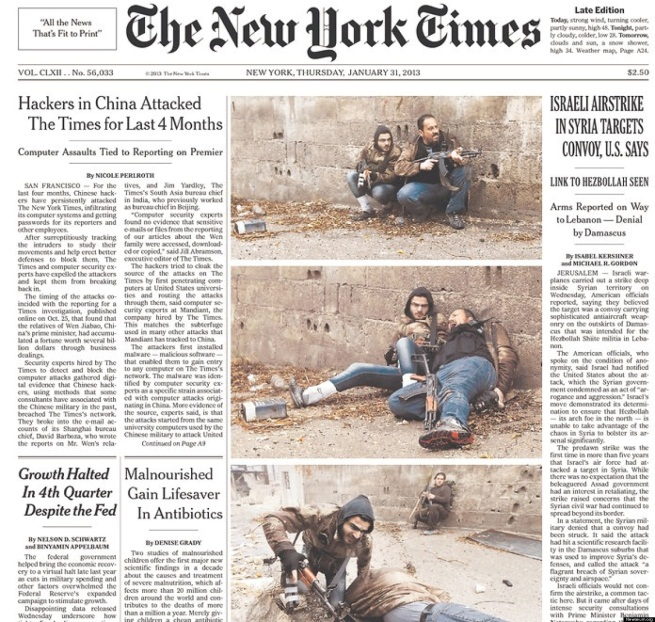 "All the News
That's Fit to Print"
The New York Times
Late Edition
Today, strong wind, turning cooler,
partly sunny, high 48. Tonight, part-
ly cloudy, colder, low 28. Tomorrow,
clouds and sun, a snow shower,
high 34. Weather map, Page A24.
VOL. CLXII . . No. 56,033
© 2013 The New York Times
NEW YORK, THURSDAY, JANUARY 31, 2013
$2.50
Hackers in China Attacked
The Times for Last 4 Months
Computer Assaults Tied to Reporting on Premier
By NICOLE PERLROTH
SAN FRANCISCO — For the
last four months, Chinese hack-
ers have persistently attacked
The New York Times, infiltrating
its computer systems and getting
passwords for its reporters and
other employees.
After surreptitiously tracking
the intruders to study their
movements and help erect better
defenses to block them, The
Times and computer security ex-
perts have expelled the attackers
and kept them from breaking
back in.
The timing of the attacks co-
incided with the reporting for a
Times investigation, published
online on Oct. 25, that found that
the relatives of Wen Jiabao, Chi-
na's prime minister, had accumu-
lated a fortune worth several bil-
lion dollars through business
dealings.
Security experts hired by The
Times to detect and block the
computer attacks gathered digi-
tal evidence that Chinese hack-
ers, using methods that some
consultants have associated with
the Chinese military in the past,
breached The Times's network.
They broke into the e-mail ac-
counts of its Shanghai bureau
chief, David Barboza, who wrote
the reports on Mr. Wen's rela-
tives, and Jim Yardley, The
Times's South Asia bureau chief
in India, who previously worked
as bureau chief in Beijing.
"Computer security experts
found no evidence that sensitive
e-mails or files from the reporting
of our articles about the Wen
family were accessed, download-
ed or copied," said Jill Abramson,
executive editor of The Times.
The hackers tried to cloak the
source of the attacks on The
Times by first penetrating com-
puters at United States universi-
ties and routing the attacks
through them, said computer se-
curity experts at Mandiant, the
company hired by The Times.
This matches the subterfuge
used in many other attacks that
Mandiant has tracked to China.
The attackers first installed
malware — malicious software —
that enabled them to gain entry
to any computer on The Times's
network. The malware was iden-
tified by computer security ex-
perts as a specific strain associat-
ed with computer attacks origi-
nating in China. More evidence of
the source, experts said, is that
the attacks started from the same
university computers used by the
Chinese military to attack United
Continued on Page A9
ISRAELI AIRSTRIKE
IN SYRIA TARGETS
CONVOY, U.S. SAYS
LINK TO HEZBOLLAH SEEN
Arms Reported on Way
to Lebanon — Denial
by Damascus
By ISABEL KERSHNER
and MICHAEL R. GORDON
JERUSALEM — Israeli war-
planes carried out a strike deep
inside Syrian territory on
Wednesday, American officials
reported, saying they believed
the target was a convoy carrying
sophisticated antiaircraft weap-
onry on the outskirts of Damas-
cus that was intended for the
Hezbollah Shiite militia in Leba-
non.
The American officials, who
spoke on the condition of ano-
nymity, said Israel had notified
the United States about the at-
tack, which the Syrian govern-
ment condemned as an act of "ar-
rogance and aggression." Israel's
move demonstrated its determi-
nation to ensure that Hezbollah
— its arch foe in the north — is
unable to take advantage of the
chaos in Syria to bolster its ar-
senal significantly.
The predawn strike was the
first time in more than five years
that Israel's air force had at-
tacked a target in Syria. While
there was no expectation that the
beleaguered Assad government
had an interest in retaliating, the
strike raised concerns that the
Syrian civil war had continued to
spread beyond its border.
In a statement, the Syrian mil-
itary denied that a convoy had
been struck. It said the attack
had hit a scientific research facil-
ity in the Damascus suburbs that
was used to improve Syria's de-
fenses, and called the attack "a
flagrant breach of Syrian sover-
eignty and airspace."
Israeli officials would not con-
firm the airstrike, a common tac-
tic here. But it came after days of
intense security consultations
with Prime Minister Benjamin
Growth Halted
In 4th Quarter
Despite the Fed
By NELSON D. SCHWARTZ
and BINYAMIN APPELBAUM
The federal government
helped bring the economic recov-
ery to a virtual halt late last year
as cuts in military spending and
other factors overwhelmed the
Federal Reserve's expanded
campaign to stimulate growth.
Disappointing data released
Wednesday underscore how
Malnourished
Gain Lifesaver
In Antibiotics
By DENISE GRADY
Two studies of malnourished
children offer the first major new
scientific findings in a decade
about the causes and treatment
of severe malnutrition, which af-
fects more than 20 million chil-
dren around the world and con-
tributes to the deaths of more
than a million a year. Merely giv-
ing children a cheap antibiotic